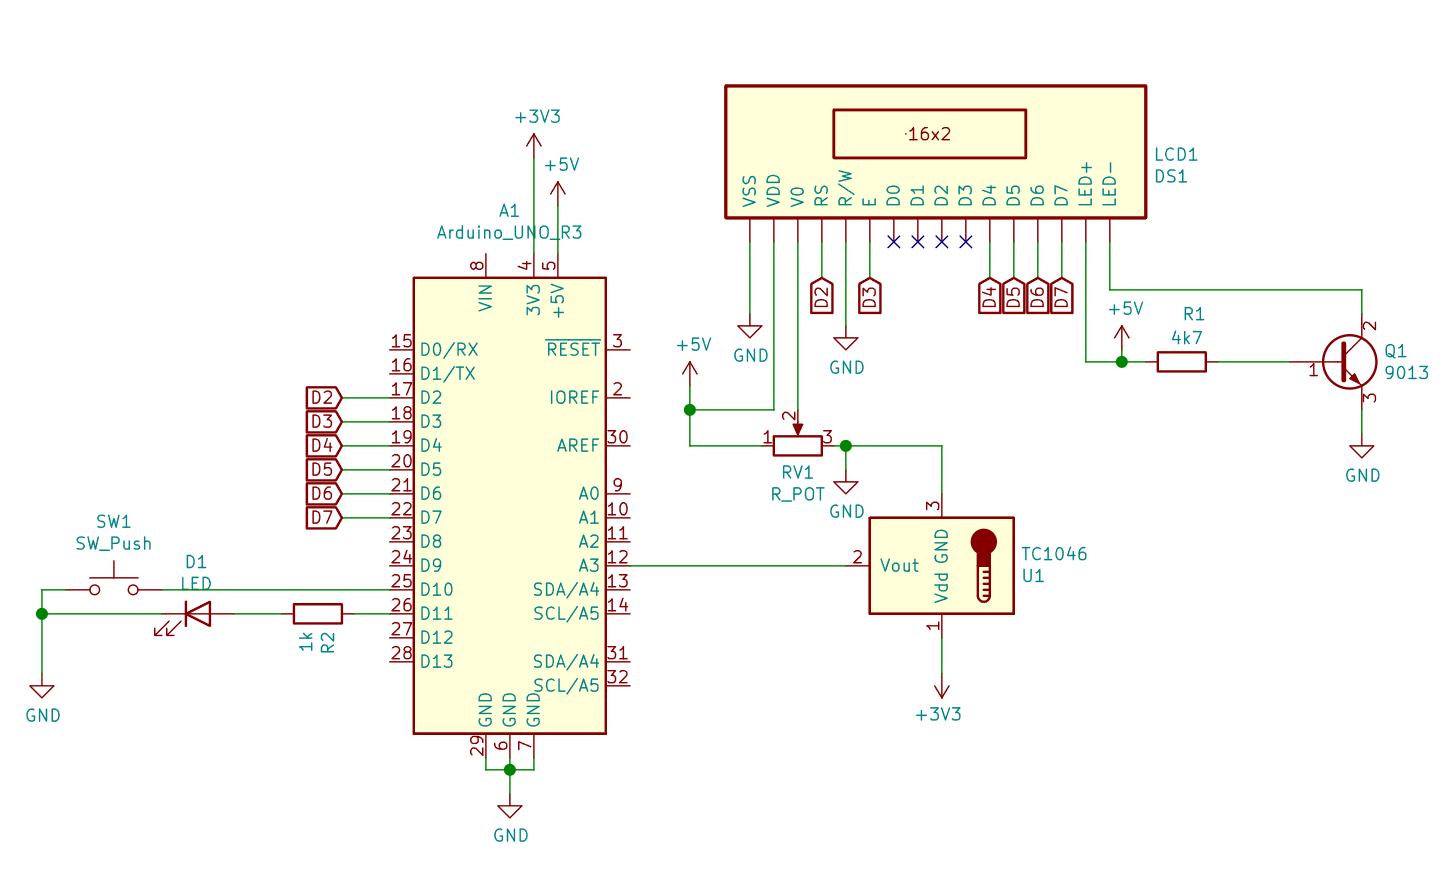 +3V3
+5V
A1
Arduino_UNO_R3
8
4
5
VIN
3V3
+5V
15
D0/RX
16
D1/TX
D2
17
D2
D3
18
D3
D4
19
D4
D5
20
D5
D6
21
D6
D7
22
D7
23
D8
24
D9
25
D10
26
D11
27
D12
28
D13
RESET
3
IOREF
2
AREF
30
A0
9
A1
10
A2
11
A3
12
SDA/A4
13
SCL/A5
14
SDA/A4
31
SCL/A5
32
GND
GND
GND
29
6
7
GND
SW1
SW_Push
D1
LED
1k
R2
GND
16x2
LCD1
DS1
VSS
VDD
V0
RS
R/W
E
D0
D1
D2
D3
D4
D5
D6
D7
LED+
LED-
D2
D3
D4
D5
D6
D7
GND
GND
+5V
1
2
3
RV1
R_POT
GND
+5V
R1
4k7
1
2
3
Q1
9013
GND
3
2
Vout
GND
Vdd
1
TC1046
U1
+3V3